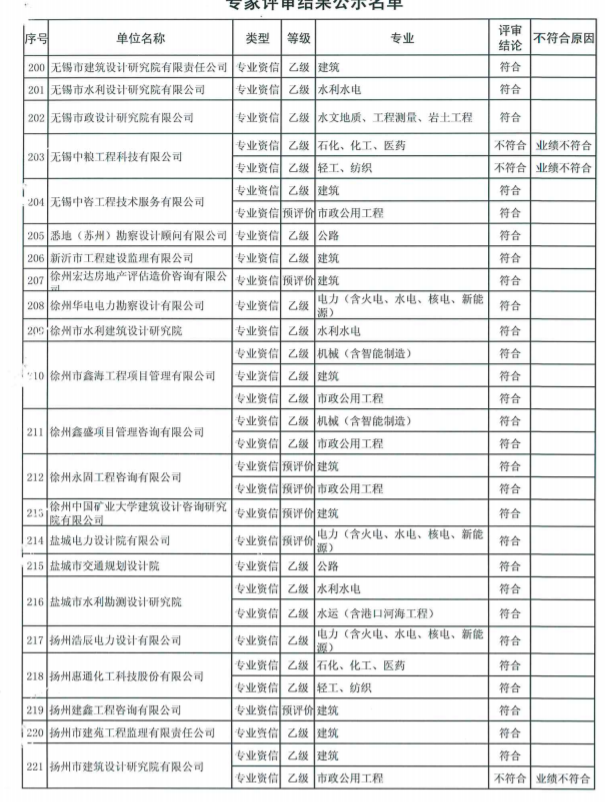 专家评审结果公示名单
序号 单位名称 类型 等级 专业 评审结论 不符合原因
200 无锡市建筑设计研究院有限责任公司 专业资信 乙级 建筑 符合
201 无锡市水利设计研究院有限公司 专业资信 乙级 水利水电 符合
202 无锡市政设计研究院有限公司 专业资信 乙级 水文地质、工程测量、岩土工程 符合
203 无锡中粮工程科技有限公司 专业资信 乙级 石化、化工、医药 不符合 业绩不符合
专业资信 乙级 轻工、纺织 不符合 业绩不符合
204 无锡中咨工程技术服务有限公司 专业资信 乙级 建筑 符合
专业资信 预评价 市政公用工程 符合
205 悉地（苏州）勘察设计顾问有限公司 专业资信 乙级 公路 符合
206 新沂市工程建设监理有限公司 专业资信 乙级 建筑 符合
207 徐州宏达房地产评估造价咨询有限公司 专业资信 预评价 建筑 符合
208 徐州华电电力勘察设计有限公司 专业资信 乙级 电力（含火电、水电、核电、新能源） 符合
209 徐州市水利建筑设计研究院 专业资信 乙级 水利水电 符合
210 徐州市鑫海工程项目管理有限公司 专业资信 乙级 机械（含智能制造） 符合
专业资信 乙级 建筑 符合
专业资信 乙级 市政公用工程 符合
211 徐州鑫盛项目管理咨询有限公司 专业资信 乙级 机械（含智能制造） 符合
专业资信 乙级 市政公用工程 符合
212 徐州永固工程咨询有限公司 专业资信 预评价 建筑 符合
专业资信 预评价 市政公用工程 符合
213 徐州中国矿业大学建筑设计咨询研究院有限公司 专业资信 预评价 建筑 符合
214 盐城电力设计院有限公司 专业资信 预评价 电力（含火电、水电、核电、新能源） 符合
215 盐城市交通规划设计院 专业资信 乙级 公路 符合
216 盐城市水利勘测设计研究院 专业资信 乙级 水利水电 符合
专业资信 乙级 水运（含港口河海工程） 符合
217 扬州浩辰电力设计有限公司 专业资信 乙级 电力（含火电、水电、核电、新能源） 符合
218 扬州惠通化工科技股份有限公司 专业资信 乙级 石化、化工、医药 符合
专业资信 乙级 轻工、纺织 符合
219 扬州建鑫工程咨询有限公司 专业资信 预评价 建筑 符合
220 扬州市建苑工程监理有限责任公司 专业资信 乙级 建筑 符合
221 扬州市建筑设计研究院有限公司 专业资信 乙级 建筑 符合
专业资信 乙级 市政公用工程 不符合 业绩不符合